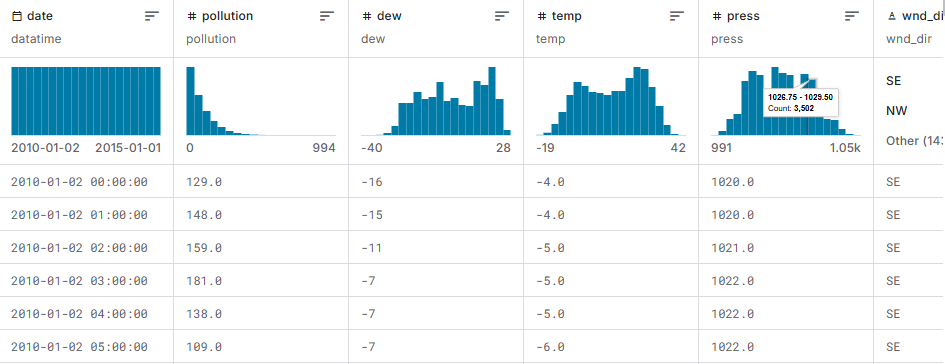 date pollution dew temp press wnd_di
datatime pollution dew temp press wnd_dir
SE
1026.75 - 1029.50
Count: 3,502
NW
2010-01-02 2015-01-01 0 994 -40 28 -19 42 991 1.05k Other (143
2010-01-02 00:00:00 129.0 -16 -4.0 1020.0 SE
2010-01-02 01:00:00 148.0 -15 -4.0 1020.0 SE
2010-01-02 02:00:00 159.0 -11 -5.0 1021.0 SE
2010-01-02 03:00:00 181.0 -7 -5.0 1022.0 SE
2010-01-02 04:00:00 138.0 -7 -5.0 1022.0 SE
2010-01-02 05:00:00 109.0 -7 -6.0 1022.0 SE